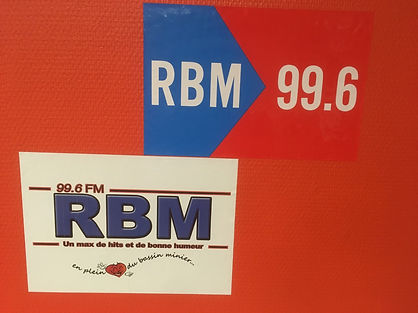 RBM 99.6
99.6 FM
RBM
Un max de hits et de bonne humeur
en plein du bassin minier...